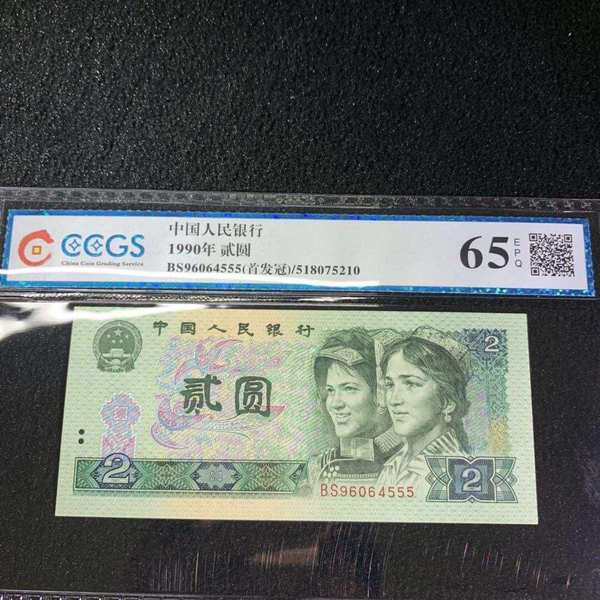 CCGS
China Coin Grading Service
中国人民银行
1990年 贰圆
BS96064555(首发冠)/518075210
65
EPQ
中国人民银行
贰圆
2
2
BS96064555
2